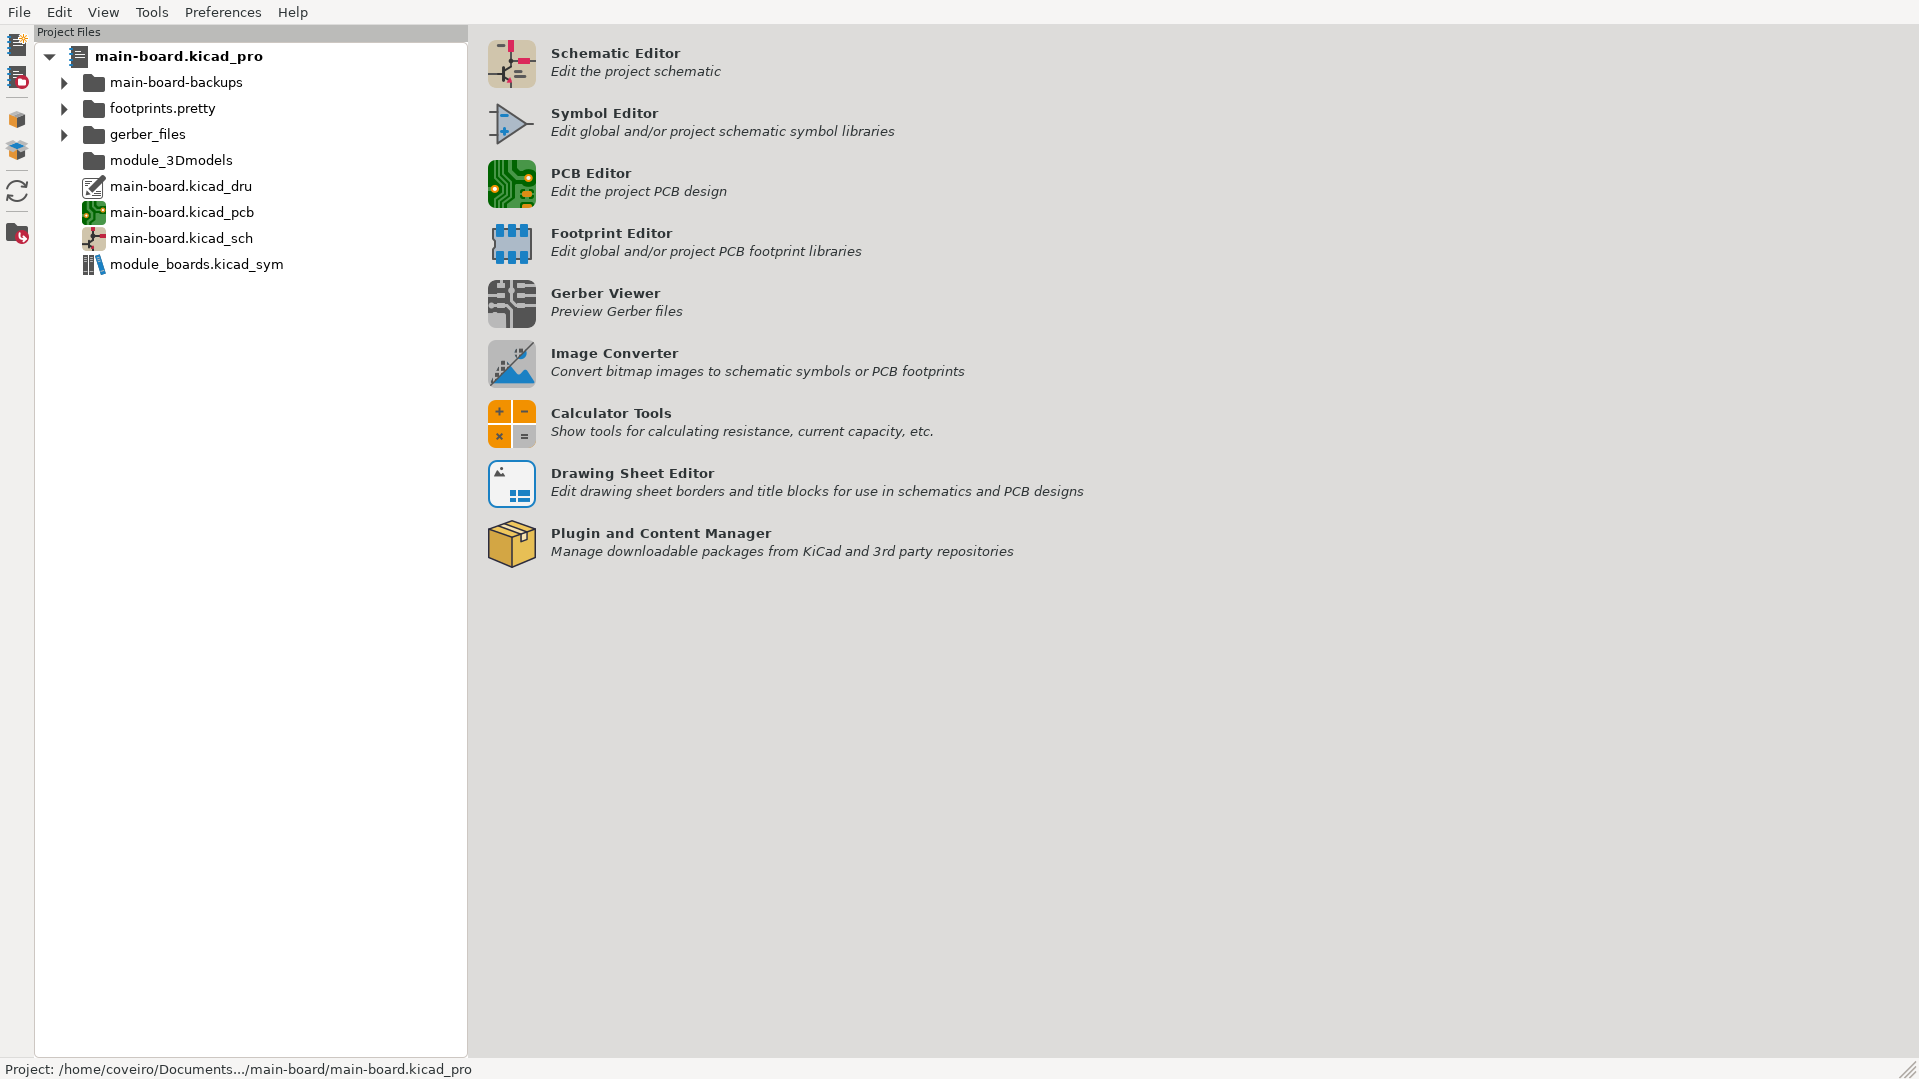 File Edit View Tools Preferences Help
Project Files
main-board.kicad_pro
main-board-backups
footprints.pretty
gerber_files
module_3Dmodels
main-board.kicad_dru
main-board.kicad_pcb
main-board.kicad_sch
module_boards.kicad_sym
Schematic Editor
Edit the project schematic
Symbol Editor
Edit global and/or project schematic symbol libraries
PCB Editor
Edit the project PCB design
Footprint Editor
Edit global and/or project PCB footprint libraries
Gerber Viewer
Preview Gerber files
Image Converter
Convert bitmap images to schematic symbols or PCB footprints
Calculator Tools
Show tools for calculating resistance, current capacity, etc.
Drawing Sheet Editor
Edit drawing sheet borders and title blocks for use in schematics and PCB designs
Plugin and Content Manager
Manage downloadable packages from KiCad and 3rd party repositories
Project: /home/coveiro/Documents.../main-board/main-board.kicad_pro